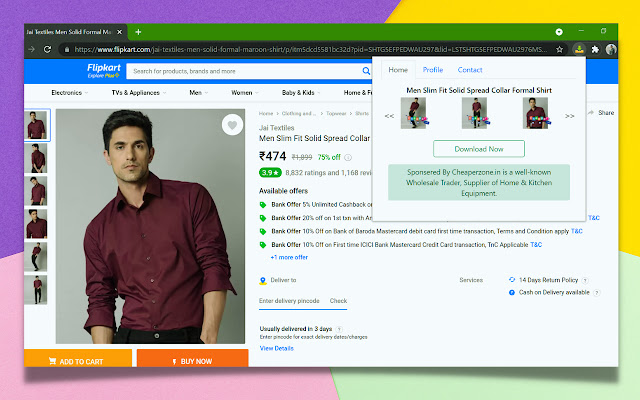 Jai Textiles Men Solid Formal Ma
https://www.flipkart.com/jai-textiles-men-solid-formal-maroon-shirt/p/itm5dcd5581bc32d?pid=SHTG5EFPEDWAU297&lid=LSTSHTG5EFPEDWAU2976MS...
Flipkart
Explore Plus
Search for products, brands and more
Electronics
TVs & Appliances
Men
Women
Baby & Kids
Home & Fu
Home
Clothing and ...
Topwear
Shirts
Share
Jai Textiles
Men Slim Fit Solid Spread Collar
₹474 ₹1,899 75% off
3.9 ★ 8,832 ratings and 1,168 revie
Available offers
Bank Offer 5% Unlimited Cashback on
Bank Offer 20% off on 1st txn with Am
T&C
Bank Offer 10% Off on Bank of Baroda Mastercard debit card first time transaction, Terms and Condition apply T&C
Bank Offer 10% Off on First time ICICI Bank Mastercard Credit Card transaction, TnC Applicable T&C
+1 more offer
Deliver to
Enter delivery pincode Check
Usually delivered in 3 days
Enter pincode for exact delivery dates/charges
View Details
Services
14 Days Return Policy ?
Cash on Delivery available ?
ADD TO CART
BUY NOW
Home Profile Contact
Men Slim Fit Solid Spread Collar Formal Shirt
<< >>
Download Now
Sponsered By Cheaperzone.in is a well-known
Wholesale Trader, Supplier of Home & Kitchen
Equipment.